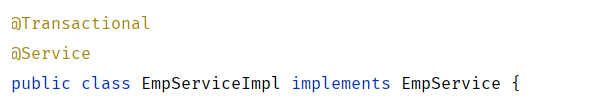 @Transactional
@Service
public class EmpServiceImpl implements EmpService {